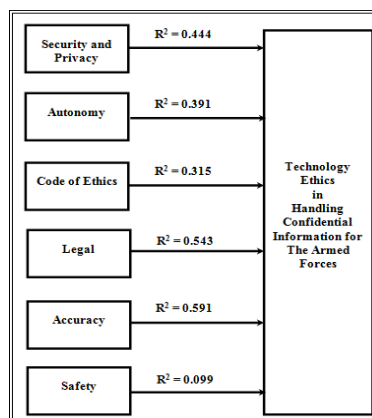 Security and
Privacy
R² = 0.444
Autonomy
R² = 0.391
Code of Ethics
R² = 0.315
Legal
R² = 0.543
Accuracy
R² = 0.591
Safety
R² = 0.099
Technology
Ethics
in
Handling
Confidential
Information for
The Armed
Forces